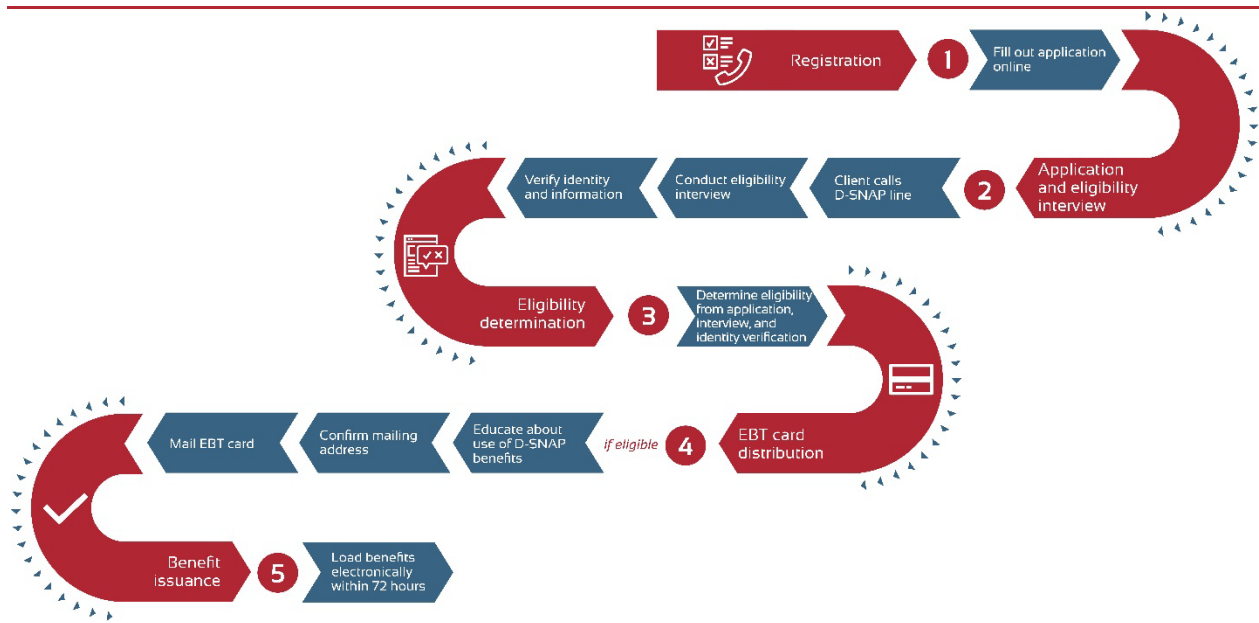 Registration
1
Fill out application
online
2
Application
and eligibility
interview
Client calls
D-SNAP line
Conduct eligibility
interview
Verify identity
and information
Eligibility
determination
3
Determine eligibility
from application,
interview, and
identity verification
4
EBT card
distribution
if eligible
Educate about
use of D-SNAP
benefits
Confirm mailing
address
Mail EBT card
Benefit
issuance
5
Load benefits
electronically
within 72 hours